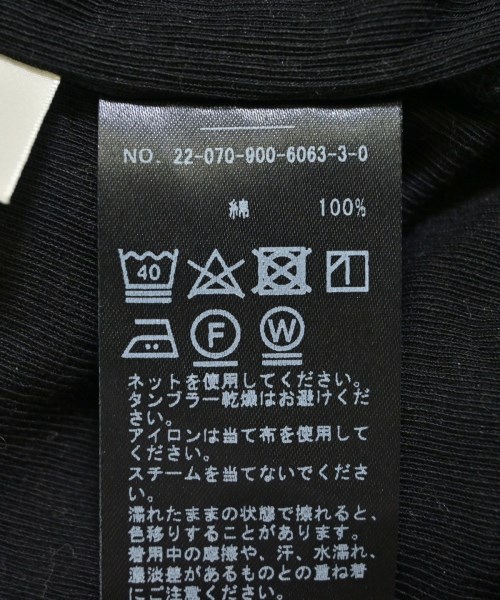 NO. 22-070-900-6063-3-0
綿 100%
40
F W
ネットを使用してください。
タンブラー乾燥はお避けくだ
さい。
アイロンは当て布を使用して
ください。
スチームを当てないでくださ
い。
濡れたままの状態で擦れると、
色移りすることがあります。
着用中の摩擦や、汗、水濡れ、
濃淡差があるものとの重ね着
にご注意ください。